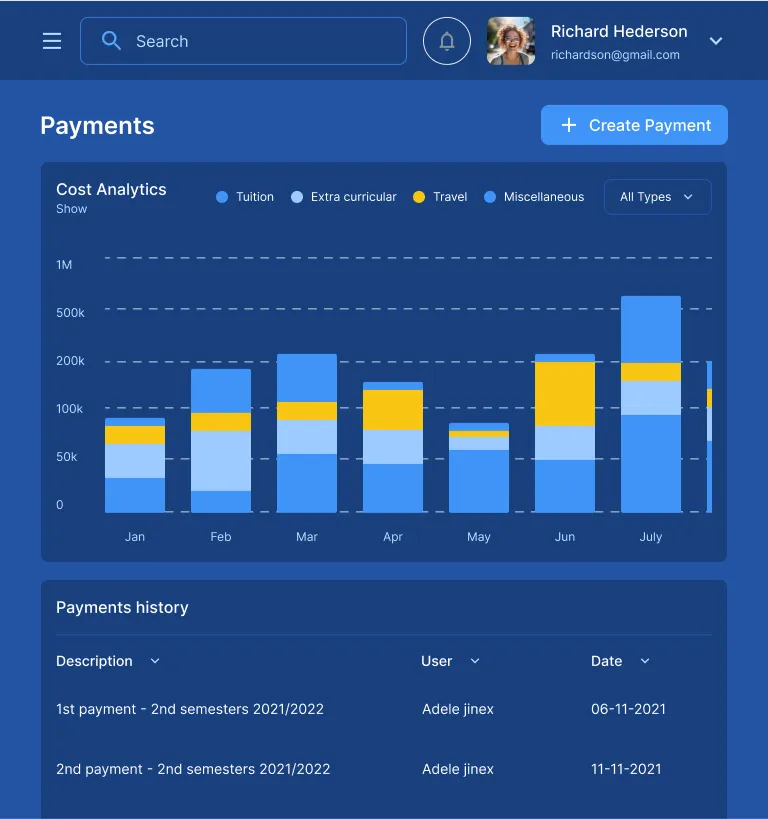 Search
Richard Hederson
richardson@gmail.com
Payments
Create Payment
Cost Analytics
Show
Tuition Extra curricular Travel Miscellaneous
All Types
1M
500k
200k
100k
50k
0
Jan Feb Mar Apr May Jun July
Payments history
Description User Date
1st payment - 2nd semesters 2021/2022 Adele jinex 06-11-2021
2nd payment - 2nd semesters 2021/2022 Adele jinex 11-11-2021